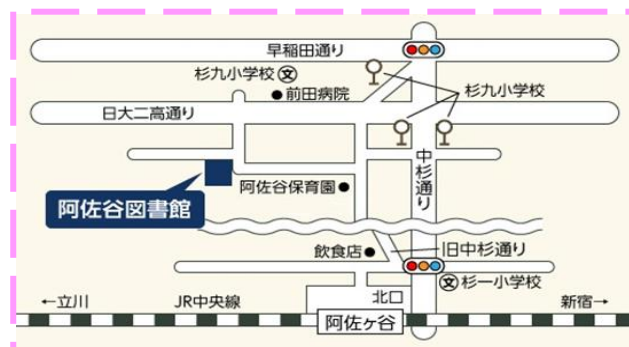 早稲田通り
杉九小学校 文
前田病院
杉九小学校
日大二高通り
中杉通り
阿佐谷保育園
阿佐谷図書館
飲食店
旧中杉通り
文 杉一小学校
←立川
JR中央線
北口
新宿→
阿佐ヶ谷